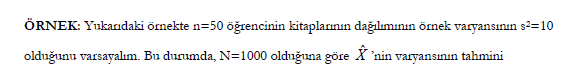 ÖRNEK: Yukarıdaki örnekte n=50 öğrencinin kitaplarının dağılımının örnek varyansının s²=10
olduğunu varsayalım. Bu durumda, N=1000 olduğuna göre X̂ 'nin varyansının tahmini